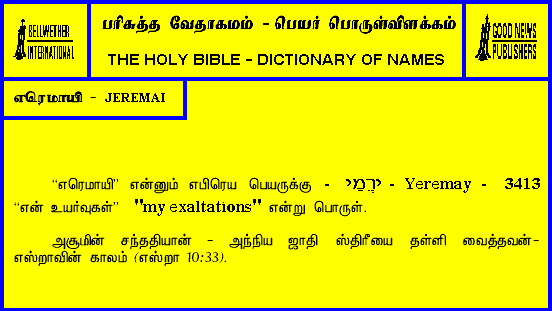 BELLWETHER
INTERNATIONAL
பரிசுத்த வேதாகமம் - பெயர் பொருள்விளக்கம்
THE HOLY BIBLE - DICTIONARY OF NAMES
GOOD NEWS
PUBLISHERS
எரெமாயி - JEREMAI
“எரெமாயி” என்னும் எபிரெய பெயருக்கு - יְרֵמַי - Yeremay - 3413
“என் உயர்வுகள்” "my exaltations" என்று பொருள்.
அசூமின் சந்ததியான் - அந்நிய ஜாதி ஸ்திரீயை தள்ளி வைத்தவன்-
எஸ்றாவின் காலம் (எஸ்றா 10:33).